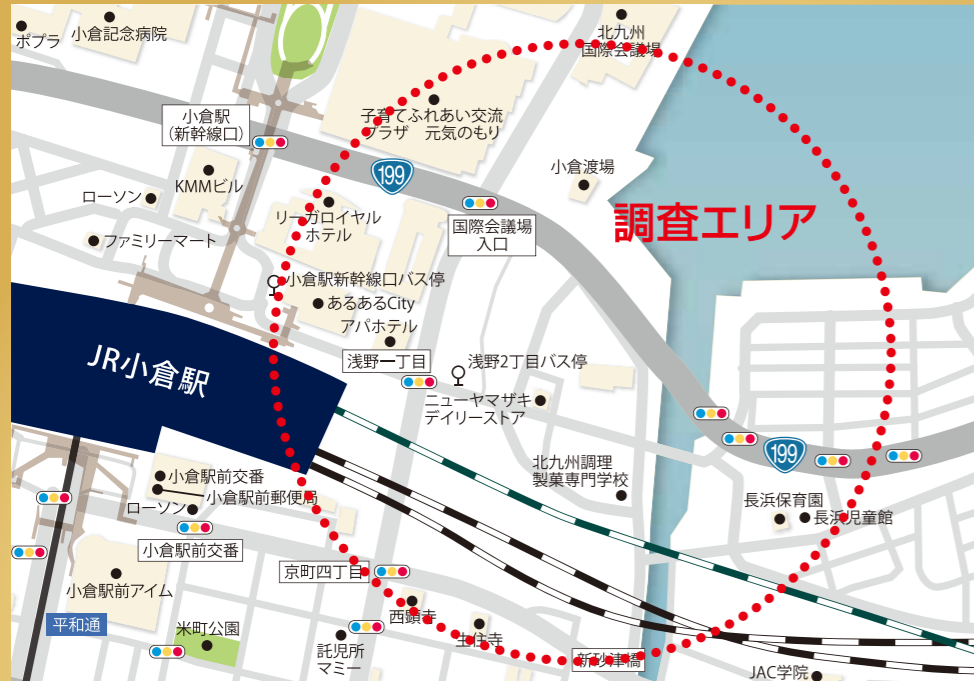 ポプラ
小倉記念病院
北九州
国際会議場
小倉駅
(新幹線口)
子育てふれあい交流
プラザ 元気のもり
199
KMMビル
小倉渡場
ローソン
リーガロイヤル
ホテル
国際会議場
入口
調査エリア
ファミリーマート
小倉駅新幹線口バス停
あるあるCity
アパホテル
JR小倉駅
浅野一丁目
浅野2丁目バス停
ニューヤマザキ
デイリーストア
199
小倉駅前交番
北九州調理
製菓専門学校
小倉駅前郵便局
ローソン
長浜保育園
長浜児童館
小倉駅前交番
京町四丁目
小倉駅前アイム
西顕寺
平和通
米町公園
生往寺
託児所
マミー
新砂津橋
JAC学院